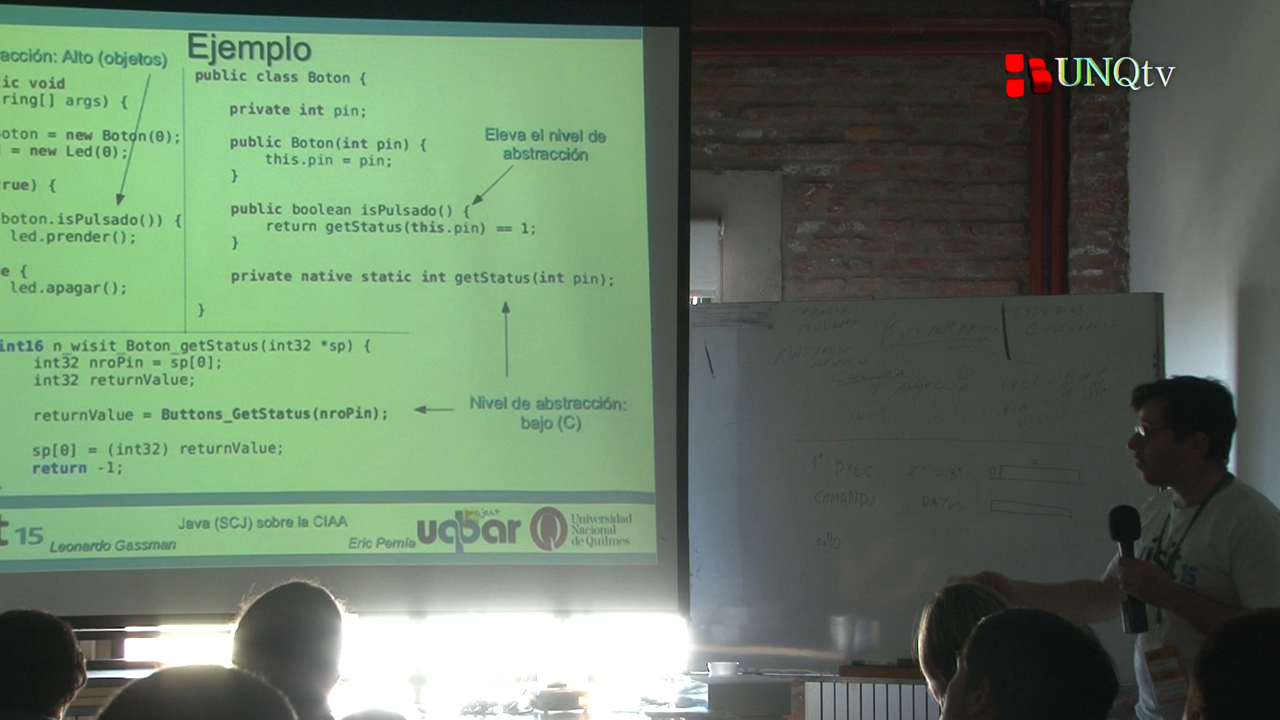 Ejemplo
acción: Alto (objetos)
ic void
ring[] args) {
oton = new Boton(0);
= new Led(0);
rue) {
boton.isPulsado()) {
led.prender();
e {
led.apagar();
public class Boton {
private int pin;
public Boton(int pin) {
this.pin = pin;
}
Eleva el nivel de
abstracción
public boolean isPulsado() {
return getStatus(this.pin) == 1;
}
private native static int getStatus(int pin);
}
int16 n_wisit_Boton_getStatus(int32 *sp) {
int32 nroPin = sp[0];
int32 returnValue;
returnValue = Buttons_GetStatus(nroPin);
sp[0] = (int32) returnValue;
return -1;
Nivel de abstracción:
bajo (C)
t 15
Leonardo Gassman
Java (SCJ) sobre la CIAA
Eric Pernia
project
uqbar
Universidad
Nacional
de Quilmes
UNQtv
BYTES
COMANDO
DATOS
0x90
15